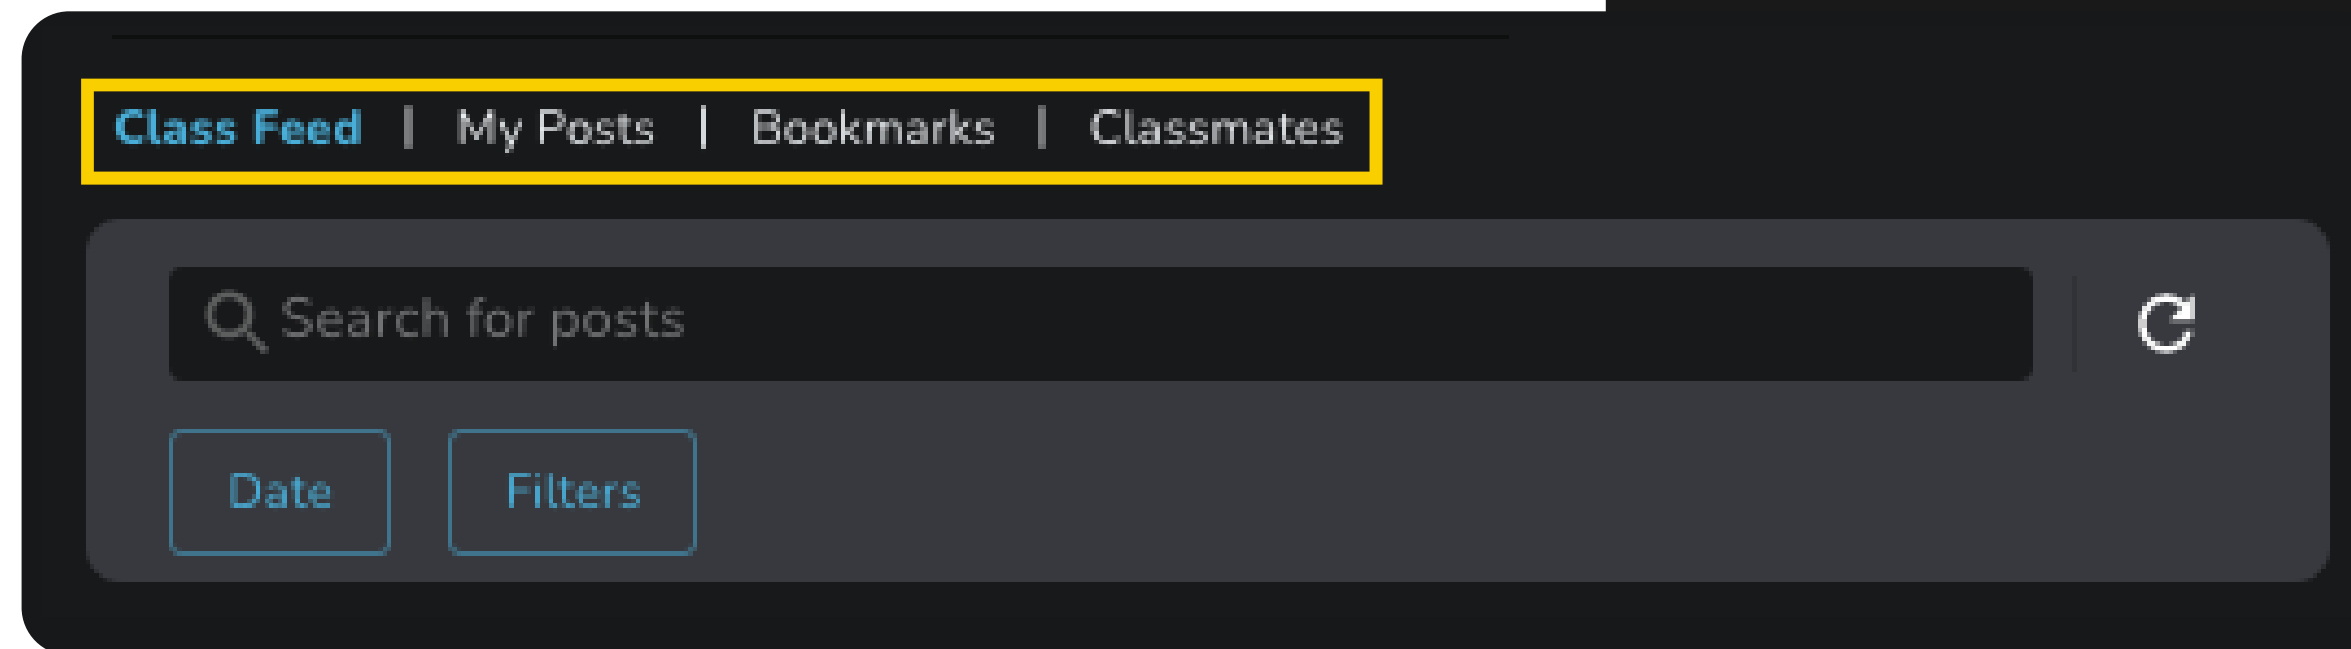 Class Feed | My Posts | Bookmarks | Classmates
Search for posts
Date Filters